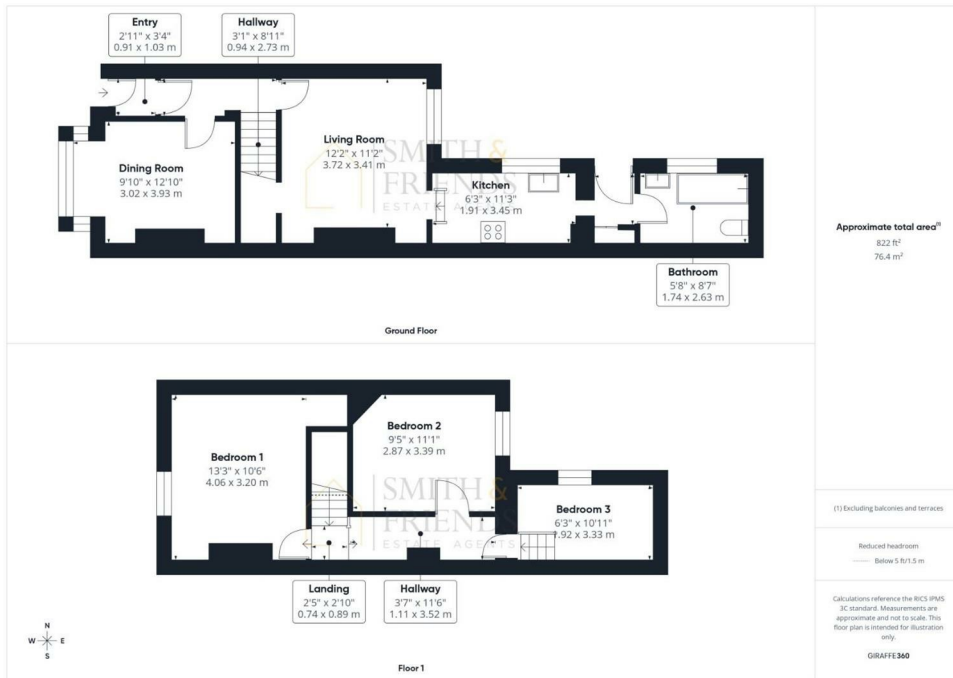 Entry
2'11" x 3'4"
0.91 x 1.03 m
Hallway
3'1" x 8'11"
0.94 x 2.73 m
Living Room
12'2" x 11'2"
3.72 x 3.41 m
Dining Room
9'10" x 12'10"
3.02 x 3.93 m
SMITH &
FRIENDS
ESTATE AGENTS
Kitchen
6'3" x 11'3"
1.91 x 3.45 m
Bathroom
5'8" x 8'7"
1.74 x 2.63 m
Ground Floor
Approximate total area(1)
822 ft²
76.4 m²
Bedroom 1
13'3" x 10'6"
4.06 x 3.20 m
Bedroom 2
9'5" x 11'1"
2.87 x 3.39 m
SMITH &
FRIENDS
ESTATE AGENTS
Bedroom 3
6'3" x 10'11"
1.92 x 3.33 m
Landing
2'5" x 2'10"
0.74 x 0.89 m
Hallway
3'7" x 11'6"
1.11 x 3.52 m
N
W E
S
Floor 1
(1) Excluding balconies and terraces
Reduced headroom
Below 5 ft/1.5 m
Calculations reference the RICS IPMS
3C standard. Measurements are
approximate and not to scale. This
floor plan is intended for illustration
only.
GIRAFFE360